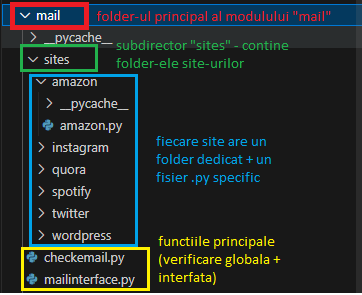 mail
folder-ul principal al modulului "mail"
__pycache__
subdirector "sites" - contine
folder-ele site-urilor
sites
amazon
__pycache__
amazon.py
fiecare site are un
folder dedicat + un
fisier .py specific
instagram
quora
spotify
twitter
wordpress
functiile principale
(verificare globala +
interfata)
checkemail.py
mailinterface.py